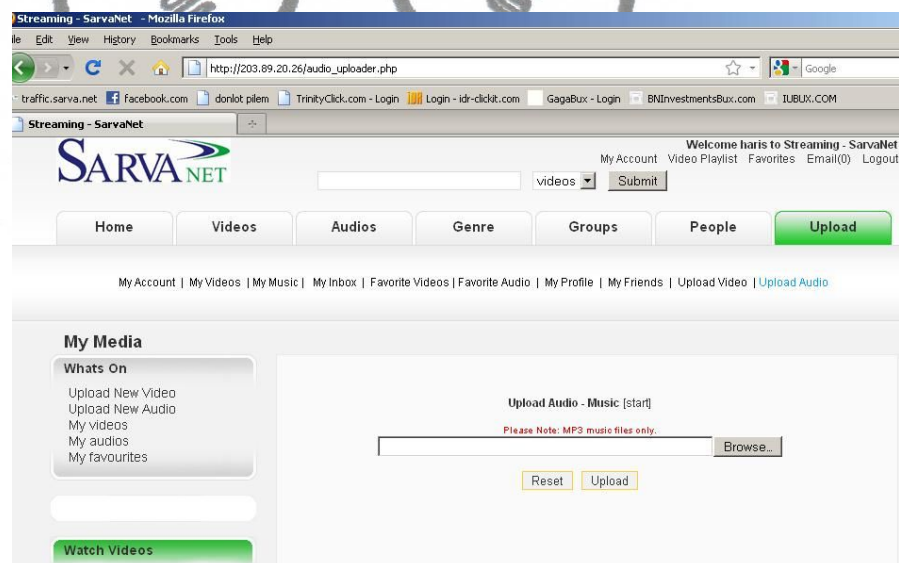 Streaming - SarvaNet - Mozilla Firefox
Edit View History Bookmarks Tools Help
http://203.89.20.26/audio_uploader.php
Google
traffic.sarva.net facebook.com donlot pilem TrinityClick.com - Login Login - idr-clickit.com GagaBux - Login BNInvestmentsBux.com IUBUX.COM
Streaming - SarvaNet
SARVA NET
Welcome haris to Streaming - SarvaNet
My Account Video Playlist Favorites Email(0) Logout
videos Submit
Home Videos Audios Genre Groups People Upload
My Account | My Videos | My Music | My Inbox | Favorite Videos | Favorite Audio | My Profile | My Friends | Upload Video | Upload Audio
My Media
Whats On
Upload New Video
Upload New Audio
My videos
My audios
My favourites
Upload Audio - Music [start]
Please Note: MP3 music files only.
Browse...
Reset Upload
Watch Videos